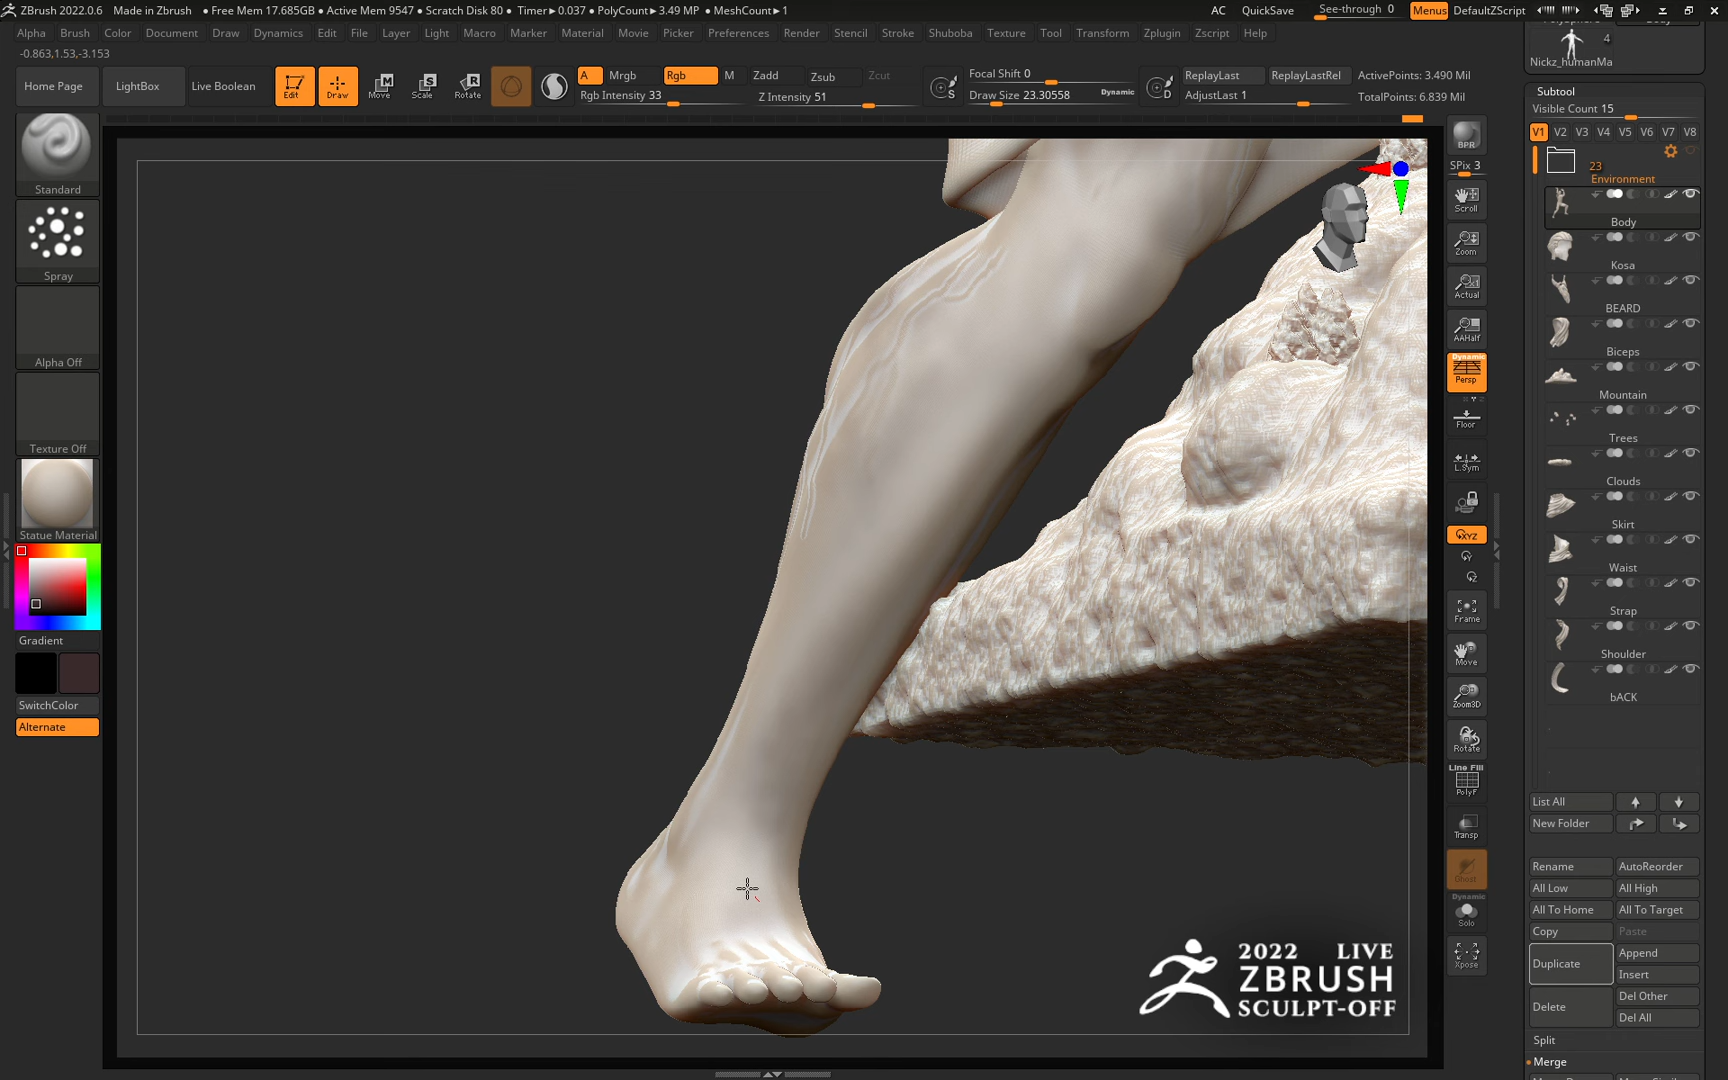 ZBrush 2022.0.6 Made in Zbrush • Free Mem 17.685GB • Active Mem 9547 • Scratch Disk 80 • Timer▸0.037 • PolyCount▸3.49 MP • MeshCount▸1
AC QuickSave See-through 0 Menus DefaultZScript
Alpha Brush Color Document Draw Dynamics Edit File Layer Light Macro Marker Material Movie Picker Preferences Render Stencil Stroke Shuboba Texture Tool Transform Zplugin Zscript Help
-0.863,1.53,-3.153
4
Nickz_humanMa
Home Page LightBox Live Boolean Edit Draw Move Scale Rotate
A Mrgb Rgb M Zadd Zsub Zcut
Rgb Intensity 33 Z Intensity 51
S
Focal Shift 0
Draw Size 23.30558 Dynamic
D
ReplayLast ReplayLastRel
AdjustLast 1
ActivePoints: 3.490 Mil
TotalPoints: 6.839 Mil
Standard
Spray
Alpha Off
Texture Off
Statue Material
Gradient
SwitchColor
Alternate
BPR
SPix 3
Scroll
Zoom
Actual
AAHalf
Dynamic
Persp
Floor
L.Sym
XYZ
Frame
Move
Zoom3D
Rotate
Line Fill
PolyF
Transp
Ghost
Dynamic
Solo
Xpose
Subtool
Visible Count 15
V1 V2 V3 V4 V5 V6 V7 V8
23
Environment
Body
Kosa
BEARD
Biceps
Mountain
Trees
Clouds
Skirt
Waist
Strap
Shoulder
bACK
List All
New Folder
Rename AutoReorder
All Low All High
All To Home All To Target
Copy Paste
Duplicate Append
Insert
Delete Del Other
Del All
Split
Merge
2022 LIVE
ZBRUSH
SCULPT-OFF